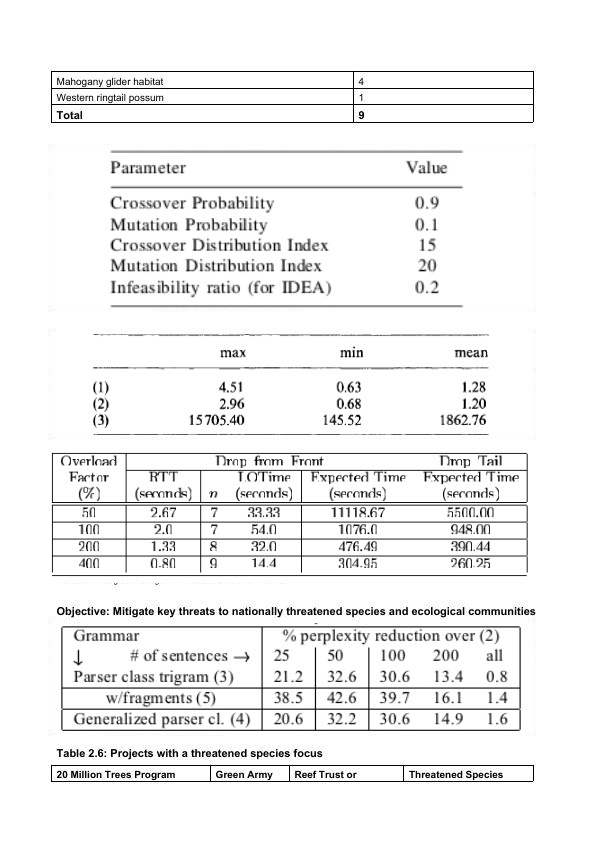 Mahogany glider habitat 4
Western ringtail possum 1
Total 9
Parameter Value
Crossover Probability 0.9
Mutation Probability 0.1
Crossover Distribution Index 15
Mutation Distribution Index 20
Infeasibility ratio (for IDEA) 0.2
max min mean
(1) 4.51 0.63 1.28
(2) 2.96 0.68 1.20
(3) 15705.40 145.52 1862.76
Overload Drop from Front Drop Tail
Factor RTT LOTime Expected Time Expected Time
(%) (seconds) n (seconds) (seconds) (seconds)
50 2.67 7 33.33 11118.67 5500.00
100 2.0 7 54.0 1076.0 948.00
200 1.33 8 32.0 476.49 390.44
400 0.80 9 14.4 304.95 260.25
Objective: Mitigate key threats to nationally threatened species and ecological communities
Grammar % perplexity reduction over (2)
↓ # of sentences → 25 50 100 200 all
Parser class trigram (3) 21.2 32.6 30.6 13.4 0.8
w/fragments (5) 38.5 42.6 39.7 16.1 1.4
Generalized parser cl. (4) 20.6 32.2 30.6 14.9 1.6
Table 2.6: Projects with a threatened species focus
20 Million Trees Program Green Army Reef Trust or Threatened Species